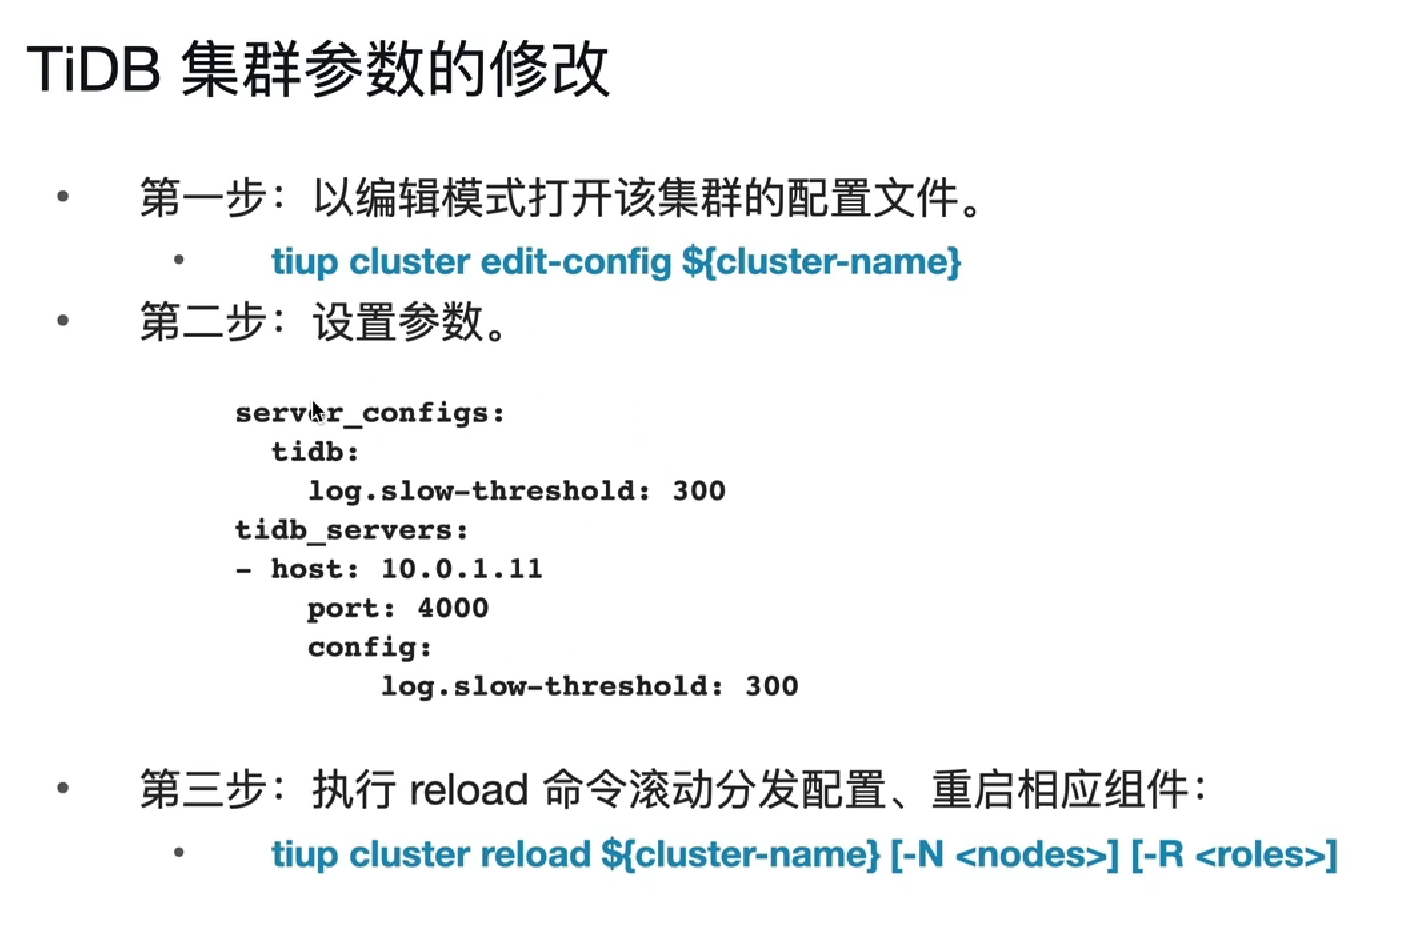 TiDB 集群参数的修改
• 第一步：以编辑模式打开该集群的配置文件。
• tiup cluster edit-config ${cluster-name}
• 第二步：设置参数。
server_configs:
  tidb:
    log.slow-threshold: 300
tidb_servers:
- host: 10.0.1.11
    port: 4000
    config:
        log.slow-threshold: 300
• 第三步：执行 reload 命令滚动分发配置、重启相应组件：
• tiup cluster reload ${cluster-name} [-N <nodes>] [-R <roles>]